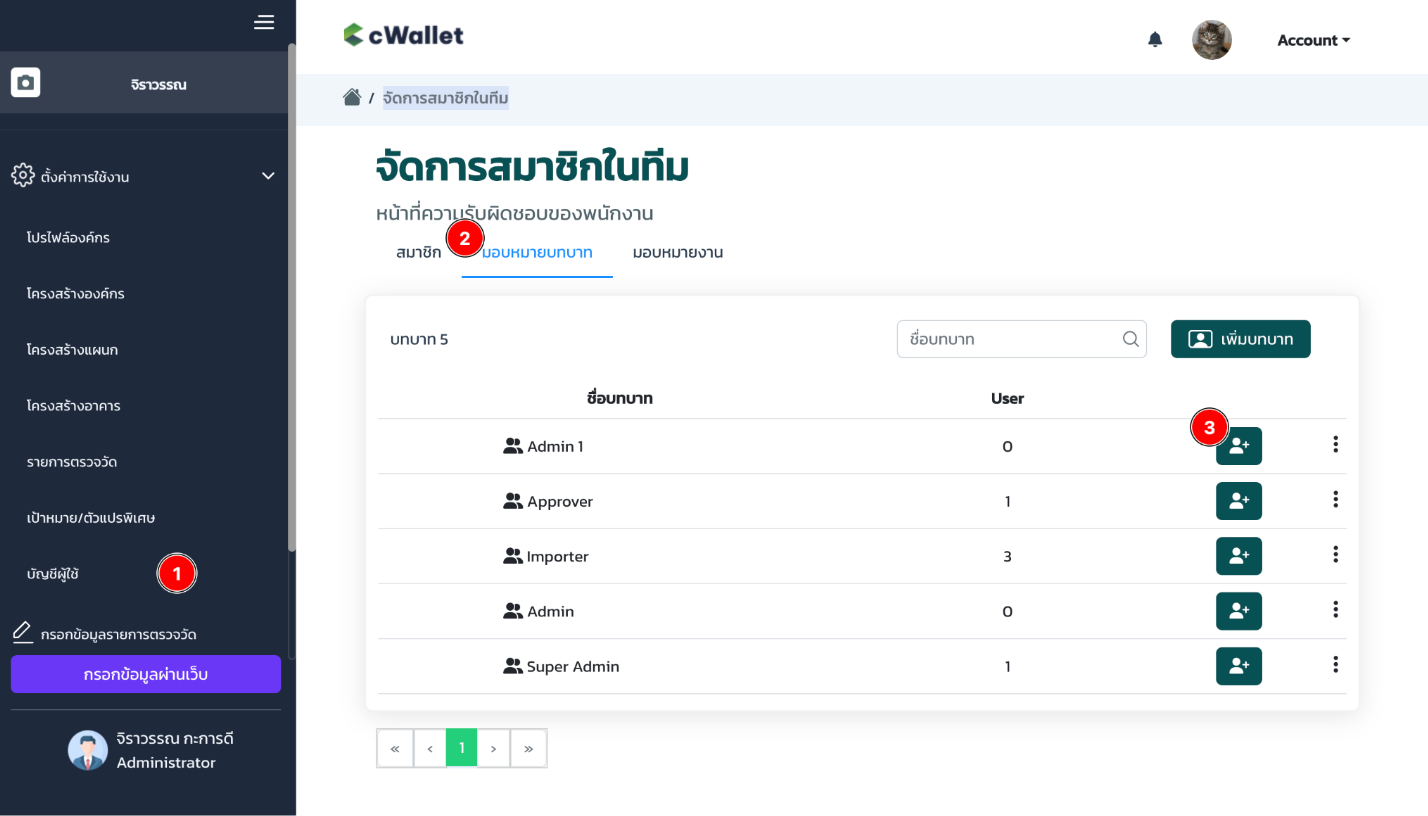 จิราวรรณ
ตั้งค่าการใช้งาน
โปรไฟล์องค์กร
โครงสร้างองค์กร
โครงสร้างแผนก
โครงสร้างอาคาร
รายการตรวจวัด
เป้าหมาย/ตัวแปรพิเศษ
บัญชีผู้ใช้ 1
กรอกข้อมูลรายการตรวจวัด
กรอกข้อมูลผ่านเว็บ
จิราวรรณ กะการดี
Administrator
cWallet
Account
/ จัดการสมาชิกในทีม
จัดการสมาชิกในทีม
หน้าที่ความรับผิดชอบของพนักงาน
สมาชิก 2 มอบหมายบทบาท มอบหมายงาน
บทบาท 5 ชื่อบทบาท เพิ่มบทบาท
ชื่อบทบาท User
Admin 1 0 3
Approver 1
Importer 3
Admin 0
Super Admin 1
« ‹ 1 › »